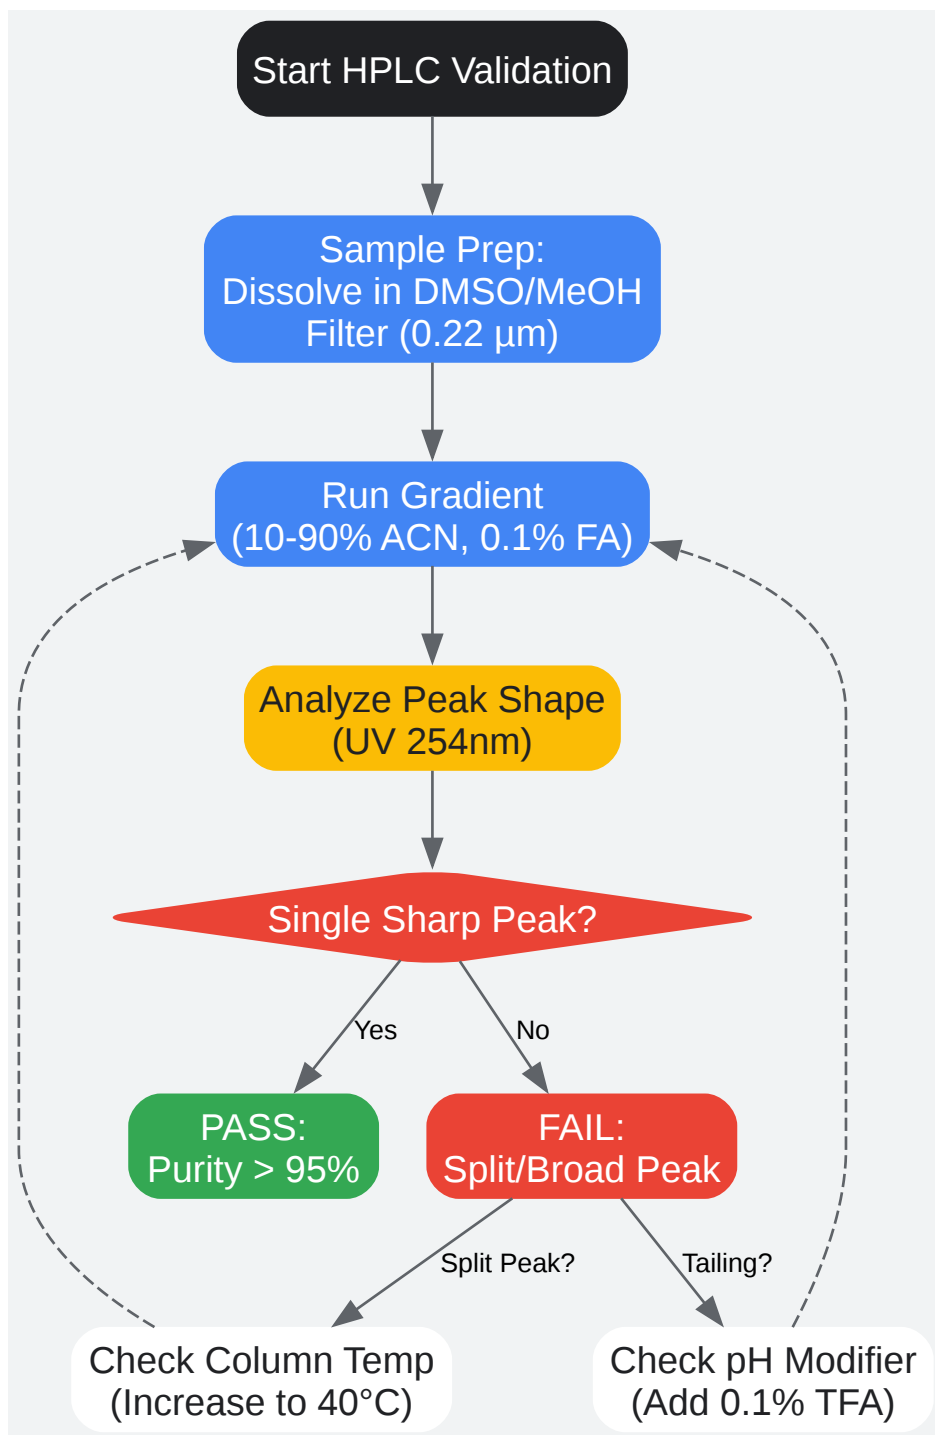 Start HPLC Validation
Sample Prep:
Dissolve in DMSO/MeOH
Filter (0.22 µm)
Run Gradient
(10-90% ACN, 0.1% FA)
Analyze Peak Shape
(UV 254nm)
Single Sharp Peak?
Yes
No
PASS:
Purity > 95%
FAIL:
Split/Broad Peak
Split Peak?
Tailing?
Check Column Temp
(Increase to 40°C)
Check pH Modifier
(Add 0.1% TFA)